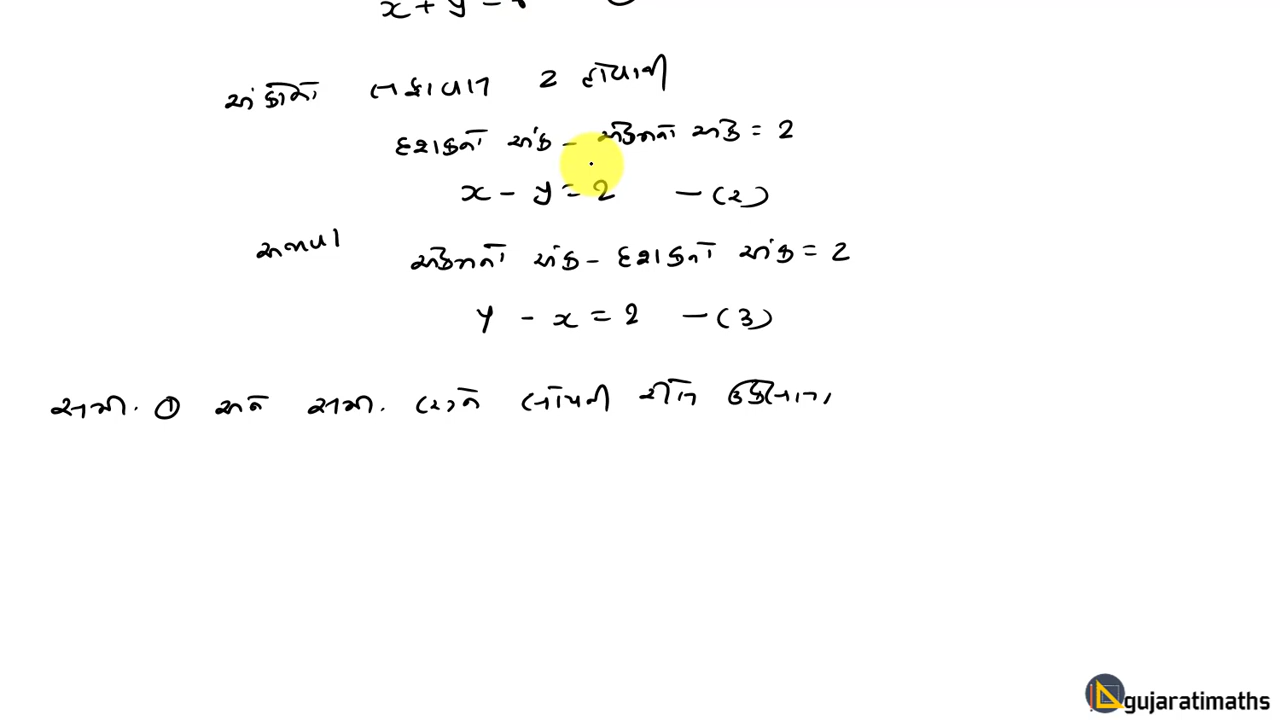 x + y =
અંકોનો તફાવત 2 હોવાથી
દશકનો અંક - એકમનો અંક = 2
x - y = 2 — (2)
અથવા
એકમનો અંક - દશકનો અંક = 2
y - x = 2 — (3)
સમી. ① અને સમી. (૨)ને લોપની રીતે ઉકેલતા,
gujaratimaths